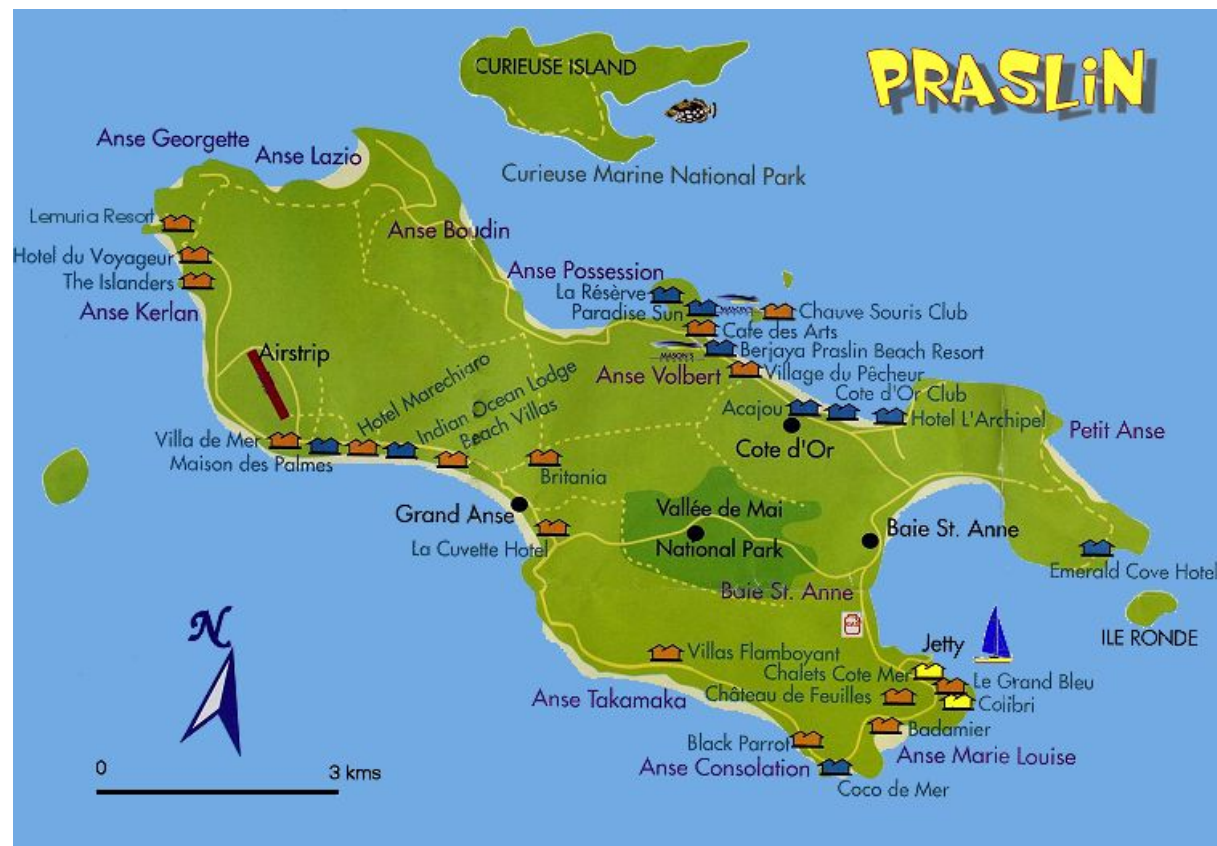 PRASLiN
CURIEUSE ISLAND
Curieuse Marine National Park
Anse Georgette
Anse Lazio
Lemuria Resort
Hotel du Voyageur
The Islanders
Anse Kerlan
Anse Boudin
Anse Possession
La Résèrve
Paradise Sun
MASON'S
Chauve Souris Club
Cafe des Arts
MASON'S
Berjaya Praslin Beach Resort
Anse Volbert
Village du Pêcheur
Cote d'Or Club
Acajou
Hotel L'Archipel
Cote d'Or
Petit Anse
Airstrip
Hotel Marechiaro
Indian Ocean Lodge
Beach Villas
Villa de Mer
Maison des Palmes
Britania
Grand Anse
La Cuvette Hotel
Vallée de Mai
National Park
Baie St. Anne
Baie St. Anne
Emerald Cove Hotel
ILE RONDE
N
GAS
Jetty
Villas Flamboyant
Chalets Cote Mer
Le Grand Bleu
Château de Feuilles
Colibri
Anse Takamaka
Badamier
Black Parrot
Anse Marie Louise
Anse Consolation
Coco de Mer
0
3 kms